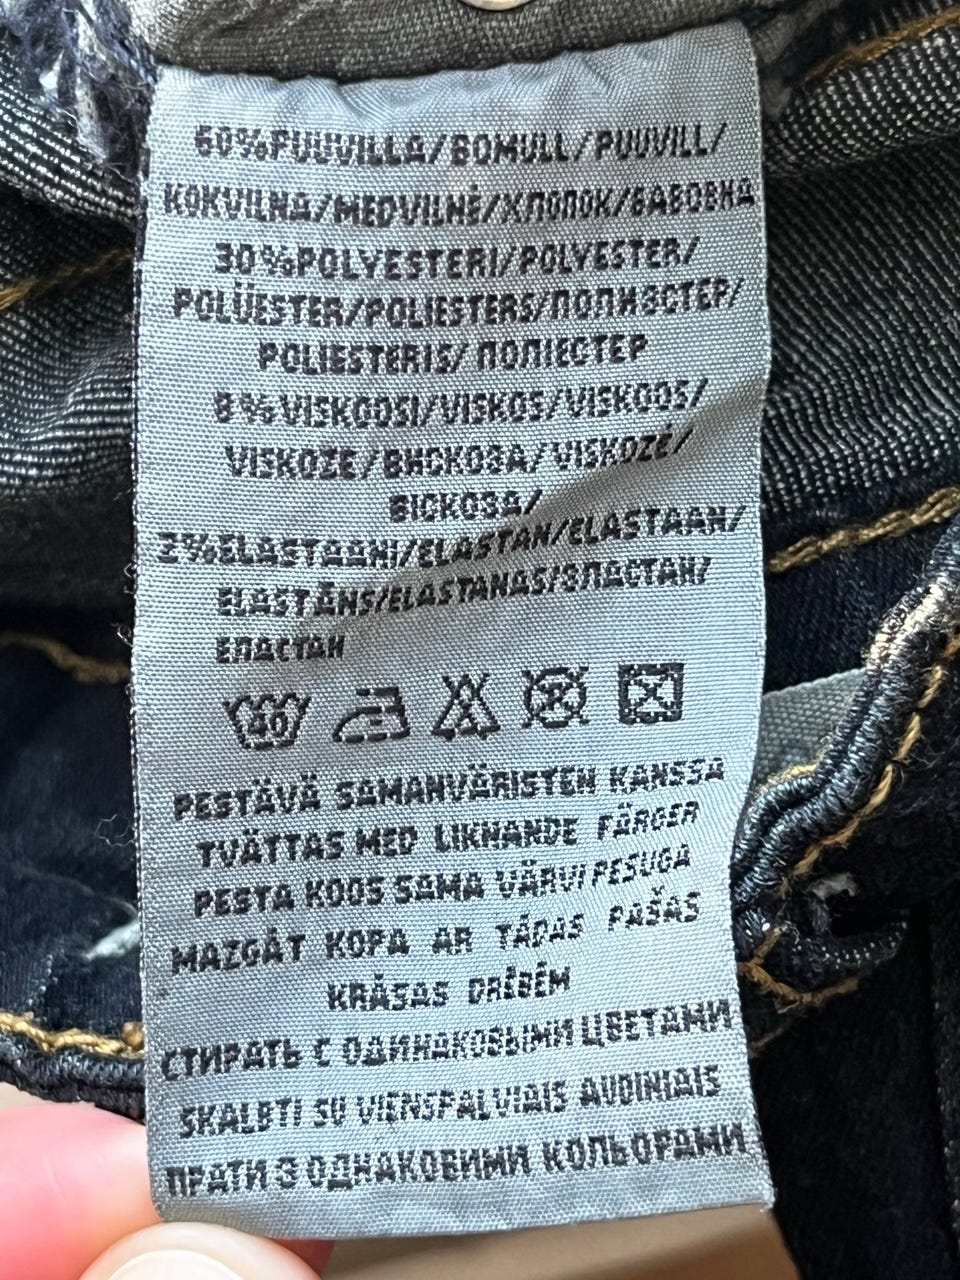 60%PUUVILLA/BOMULL/PUUVILL/
KOKVILNA/MEDVILNĖ/ХЛОПОК/БАВОВНА
30%POLYESTERI/POLYESTER/
POLÜESTER/POLIESTERS/ПОЛИЭСТЕР/
POLIESTERIS/ПОЛІЕСТЕР
8%VISKOOSI/VISKOS/VISKOOS/
VISKOZE/ВИСКОЗА/VISKOZĖ/
ВІСКОЗА/
2%ELASTAANI/ELASTAN/ELASTAAN/
ELASTĀNS/ELASTANAS/ЭЛАСТАН/
ЕЛАСТАН
40
PESTÄVÄ SAMANVÄRISTEN KANSSA
TVÄTTAS MED LIKNANDE FÄRGER
PESTA KOOS SAMA VÄRVI PESUGA
MAZGĀT KOPĀ AR TĀDAS PAŠAS
KRĀSAS DRĒBĒM
СТИРАТЬ С ОДИНАКОВЫМИ ЦВЕТАМИ
SKALBTI SU VIENSPALVIAIS AUDINIAIS
ПРАТИ З ОДНАКОВИМИ КОЛЬОРАМИ